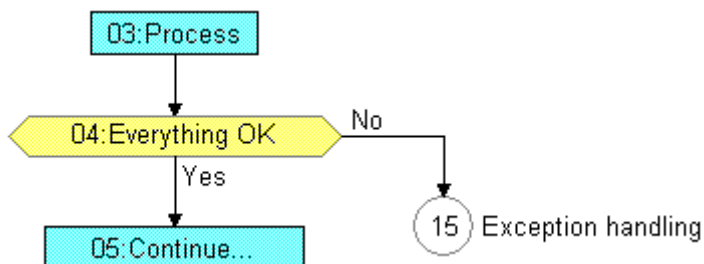 03:Process
04:Everything OK
No
Yes
15 Exception handling
05:Continue...